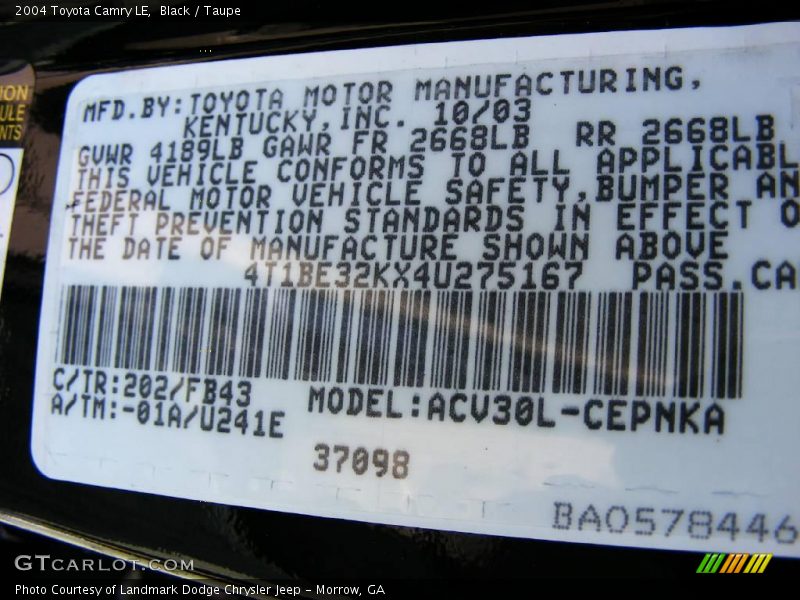 2004 Toyota Camry LE, Black / Taupe
MFD.BY:TOYOTA MOTOR MANUFACTURING,
KENTUCKY,INC. 10/03
GVWR 4189LB GAWR FR 2668LB RR 2668LB
THIS VEHICLE CONFORMS TO ALL APPLICABL
FEDERAL MOTOR VEHICLE SAFETY,BUMPER AN
THEFT PREVENTION STANDARDS IN EFFECT O
THE DATE OF MANUFACTURE SHOWN ABOVE
4T1BE32KX4U275167 PASS.CA
C/TR:202/FB43
A/TM:-01A/U241E
MODEL:ACV30L-CEPNKA
37098
BA0578446
GTCARLOT.COM
Photo Courtesy of Landmark Dodge Chrysler Jeep - Morrow, GA